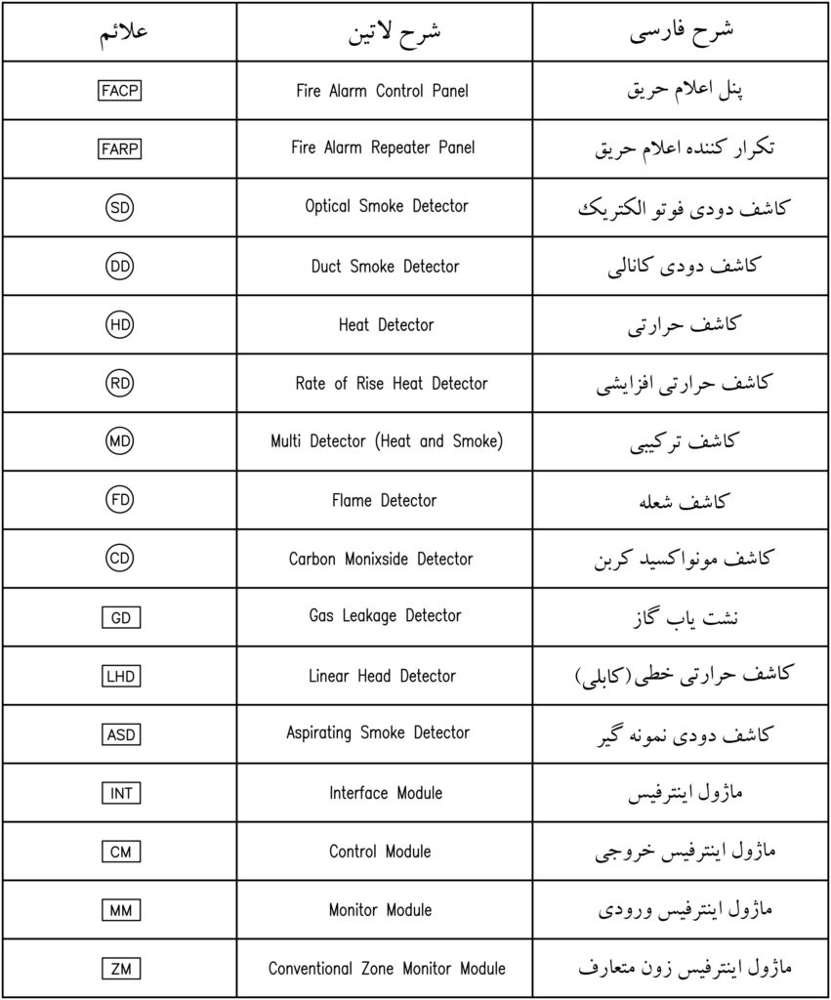 علائم شرح لاتین شرح فارسی
FACP Fire Alarm Control Panel پنل اعلام حریق
FARP Fire Alarm Repeater Panel تکرار کننده اعلام حریق
SD Optical Smoke Detector کاشف دودی فوتو الکتریک
DD Duct Smoke Detector کاشف دودی کانالی
HD Heat Detector کاشف حرارتی
RD Rate of Rise Heat Detector کاشف حرارتی افزایشی
MD Multi Detector (Heat and Smoke) کاشف ترکیبی
FD Flame Detector کاشف شعله
CD Carbon Monixside Detector کاشف مونواکسید کربن
GD Gas Leakage Detector نشت یاب گاز
LHD Linear Head Detector کاشف حرارتی خطی(کابلی)
ASD Aspirating Smoke Detector کاشف دودی نمونه گیر
INT Interface Module ماژول اینترفیس
CM Control Module ماژول اینترفیس خروجی
MM Monitor Module ماژول اینترفیس ورودی
ZM Conventional Zone Monitor Module ماژول اینترفیس زون متعارف